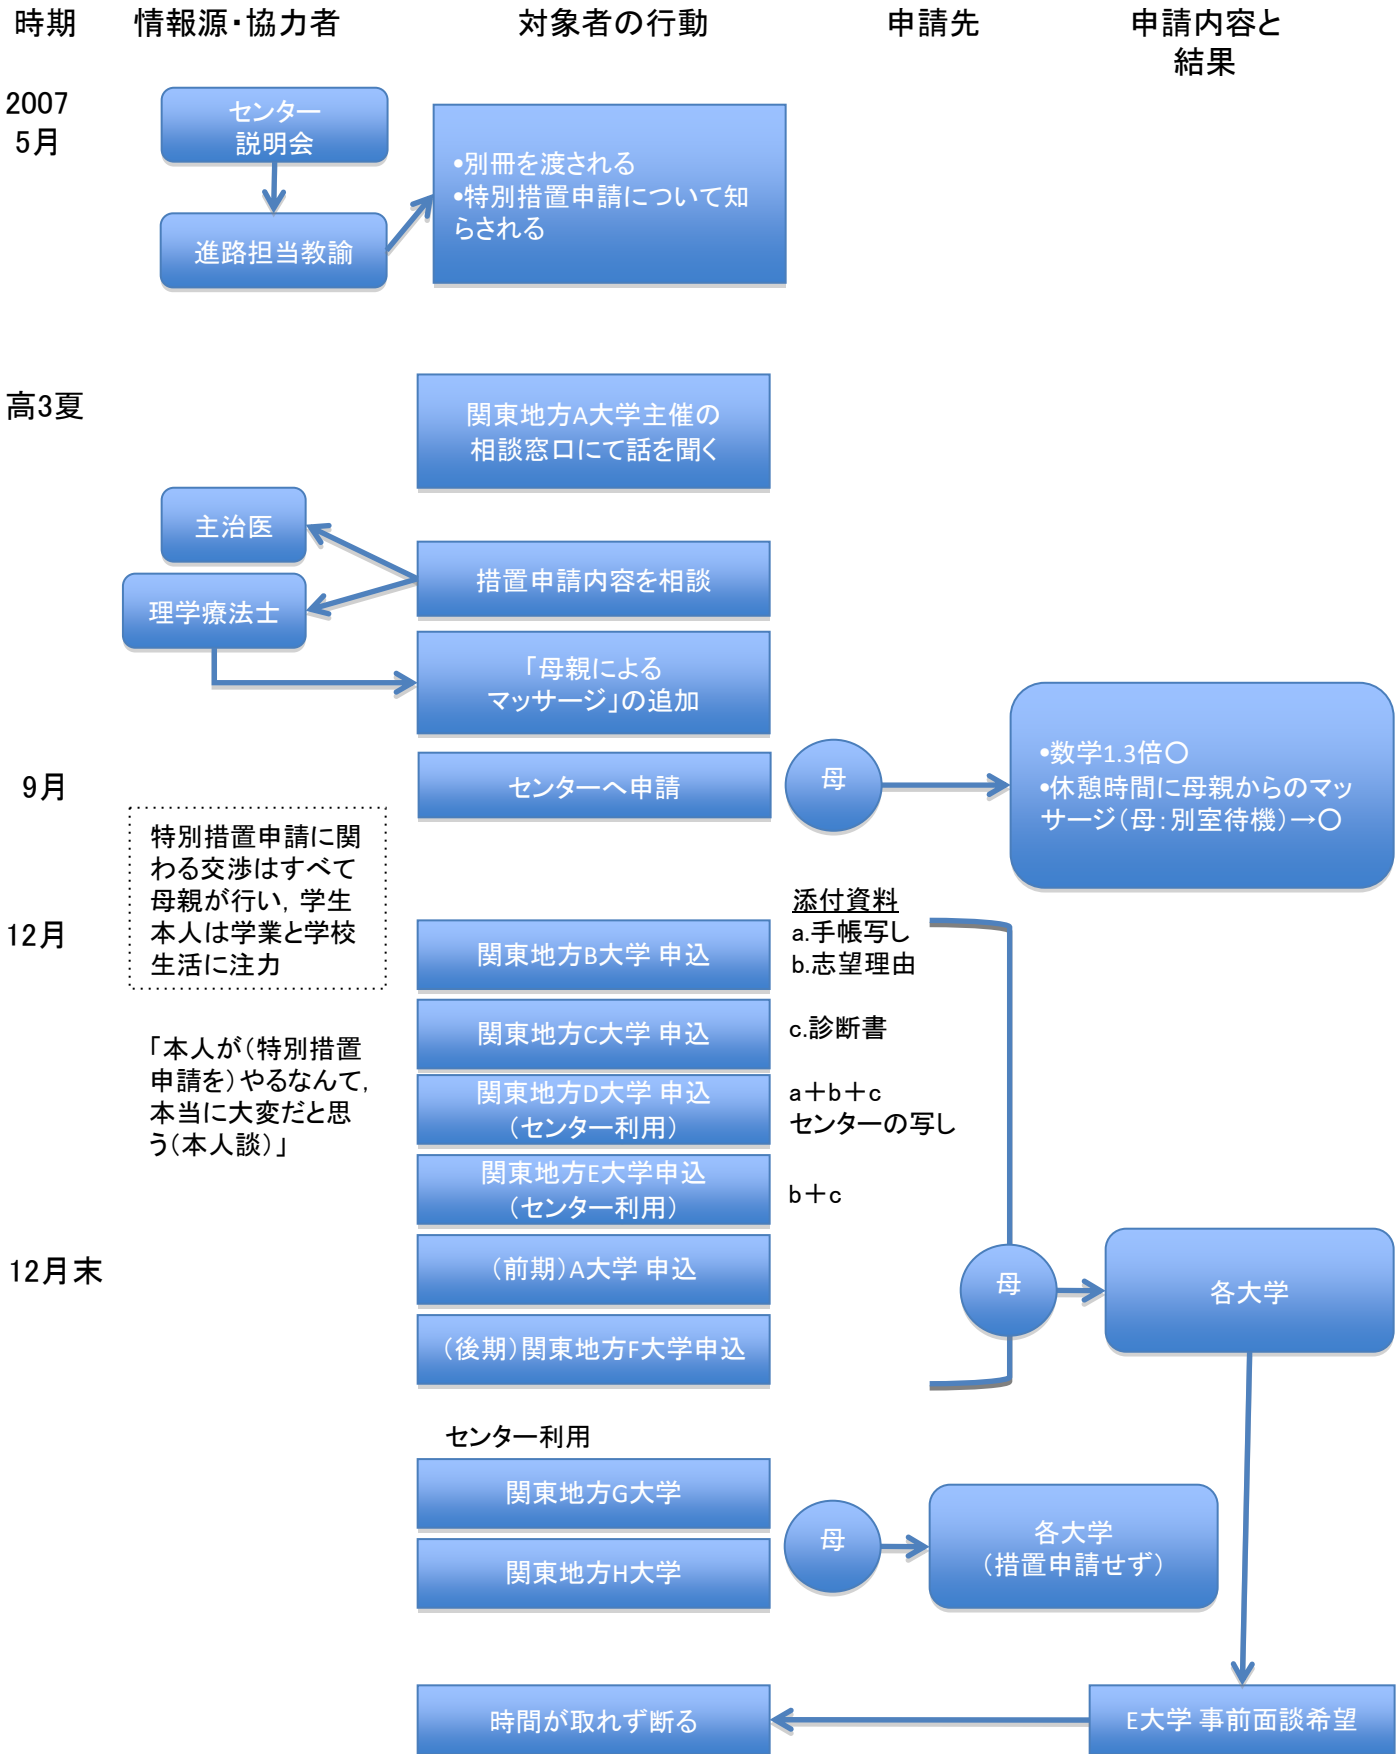 時期
情報源・協力者
対象者の行動
申請先
申請内容と
結果
2007
5月
センター
説明会
進路担当教諭
•別冊を渡される
•特別措置申請について知
らされる
高3夏
関東地方A大学主催の
相談窓口にて話を聞く
主治医
理学療法士
措置申請内容を相談
「母親による
マッサージ」の追加
9月
センターへ申請
母
•数学1.3倍〇
•休憩時間に母親からのマッ
サージ(母:別室待機)→〇
特別措置申請に関
わる交渉はすべて
母親が行い, 学生
本人は学業と学校
生活に注力
12月
関東地方B大学 申込
添付資料
a.手帳写し
b.志望理由
関東地方C大学 申込
c.診断書
「本人が(特別措置
申請を)やるなんて,
本当に大変だと思
う(本人談)」
関東地方D大学 申込
(センター利用)
a+b+c
センターの写し
関東地方E大学申込
(センター利用)
b+c
12月末
(前期)A大学 申込
母
各大学
(後期)関東地方F大学申込
センター利用
関東地方G大学
関東地方H大学
母
各大学
(措置申請せず)
時間が取れず断る
E大学 事前面談希望